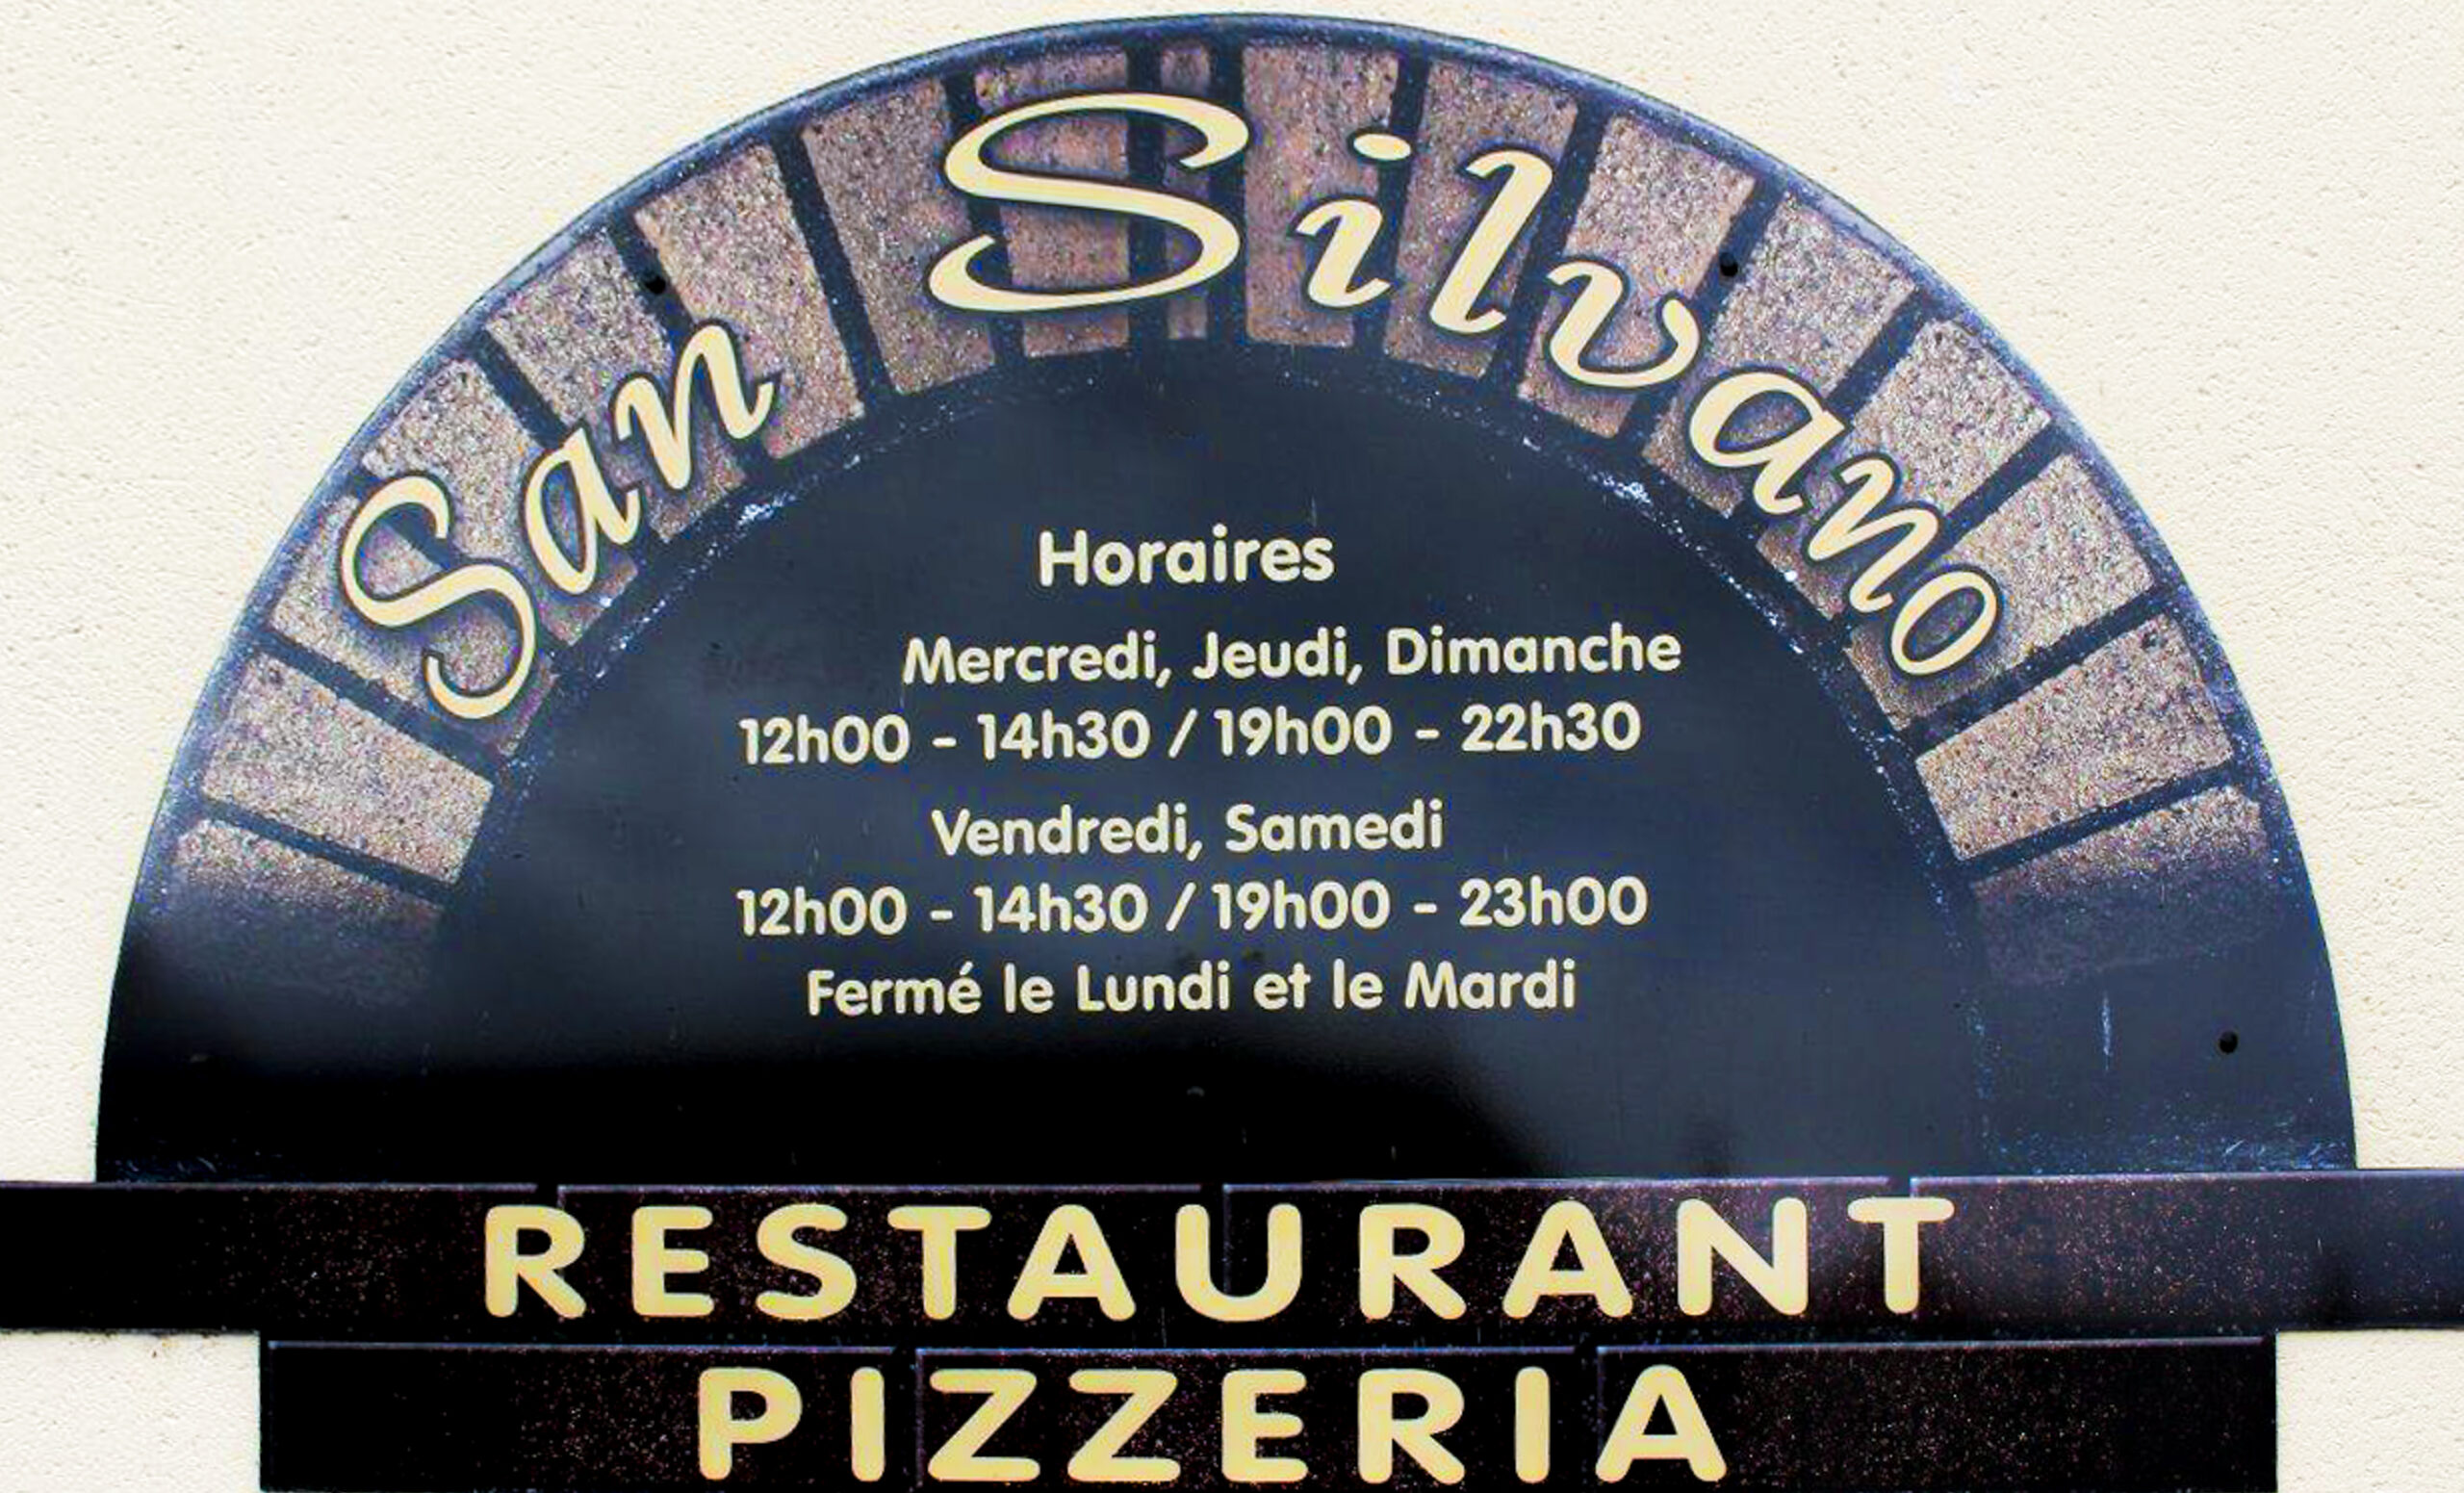 San Silvano
Horaires
Mercredi, Jeudi, Dimanche
12h00 - 14h30 / 19h00 - 22h30
Vendredi, Samedi
12h00 - 14h30 / 19h00 - 23h00
Fermé le Lundi et le Mardi
RESTAURANT
PIZZERIA